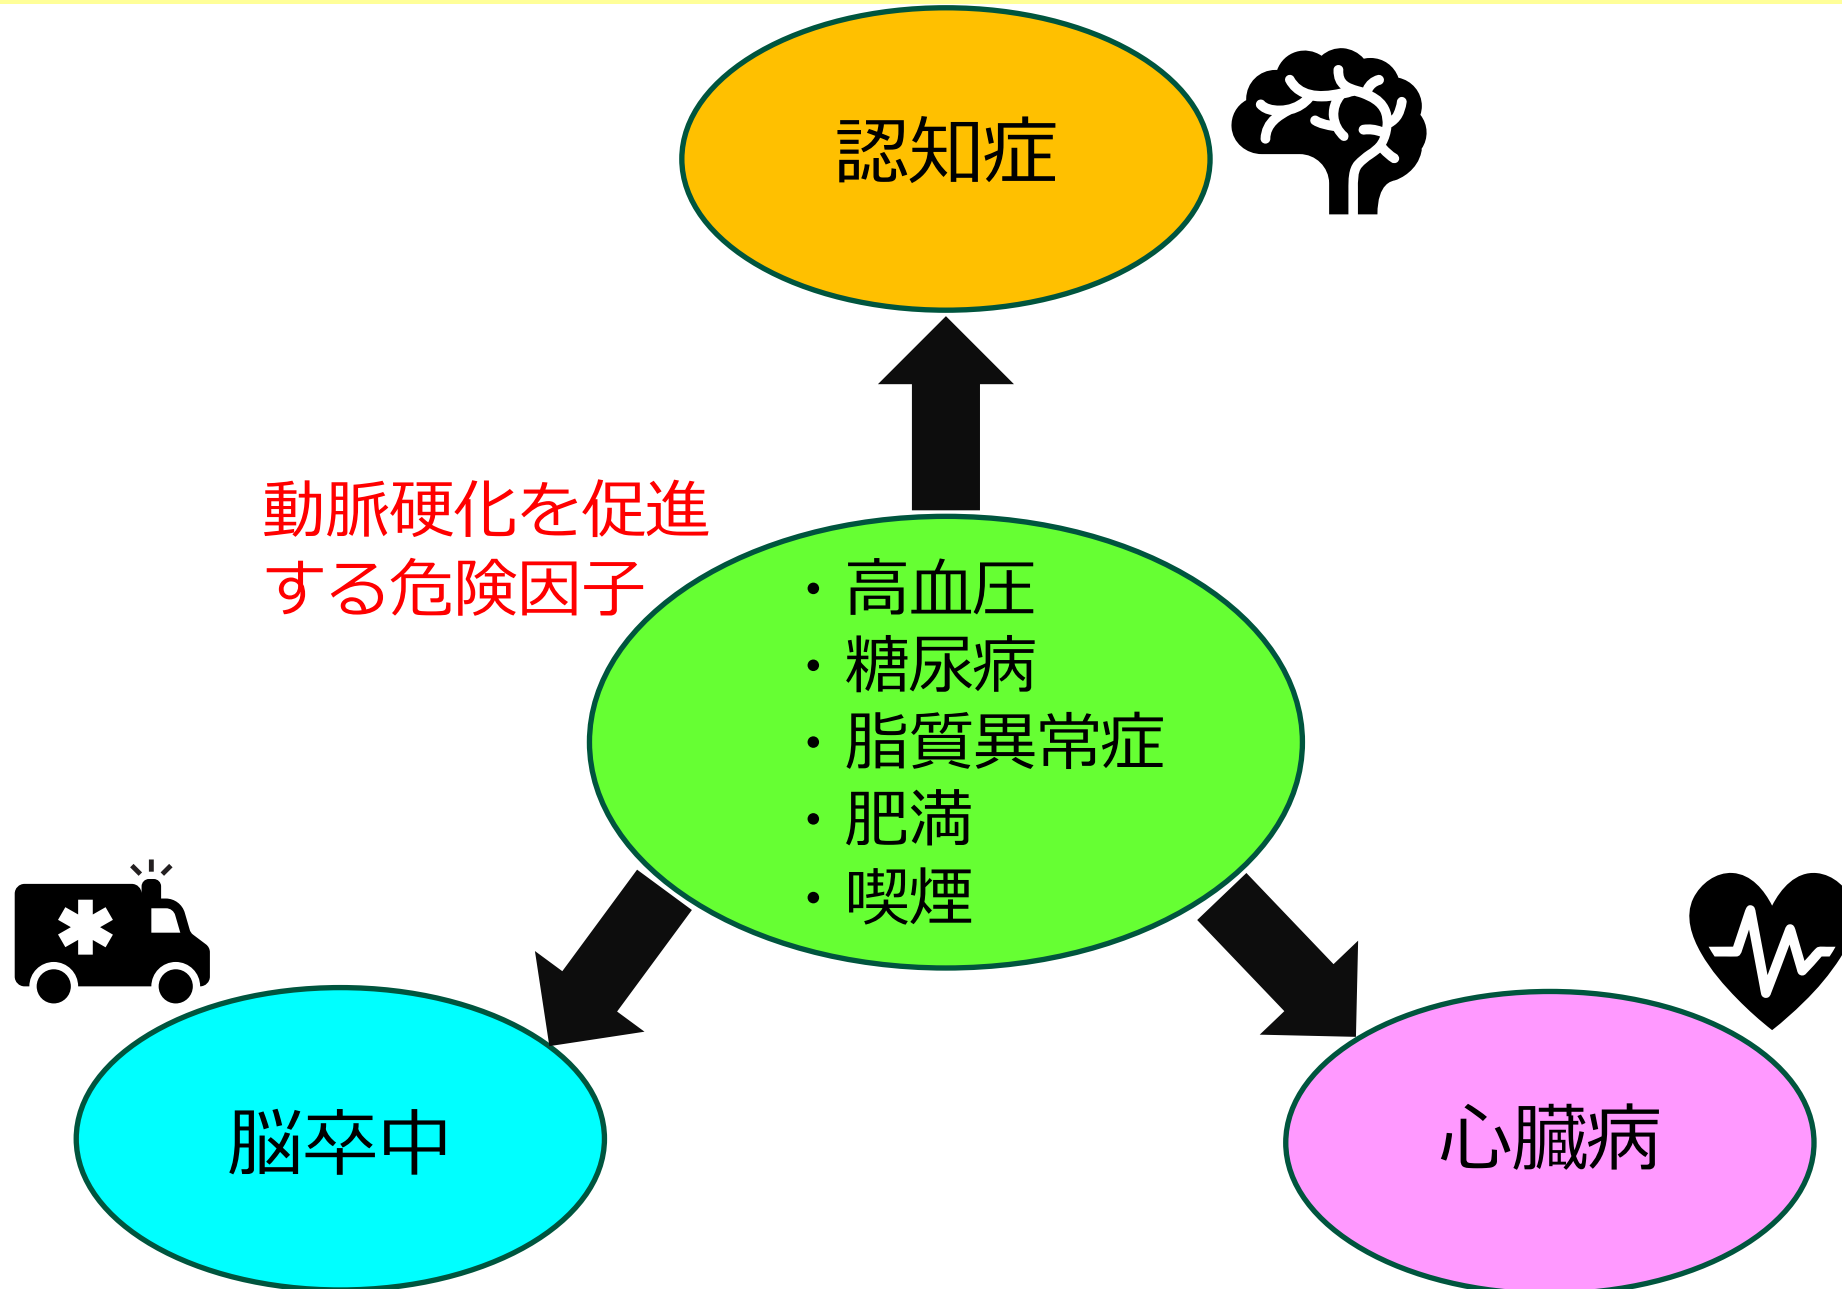 認知症
動脈硬化を促進
する危険因子
・高血圧
・糖尿病
・脂質異常症
・肥満
・喫煙
脳卒中
心臓病